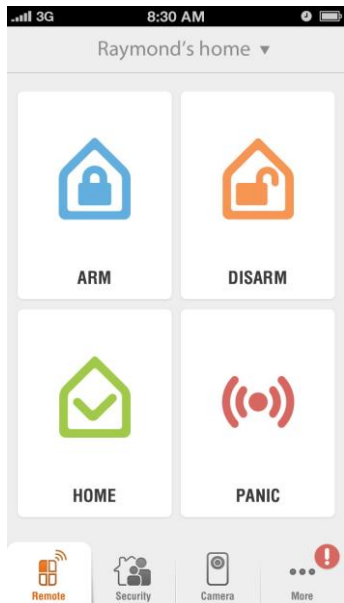 3G 8:30 AM
Raymond's home
ARM DISARM
HOME PANIC
Remote Security Camera More